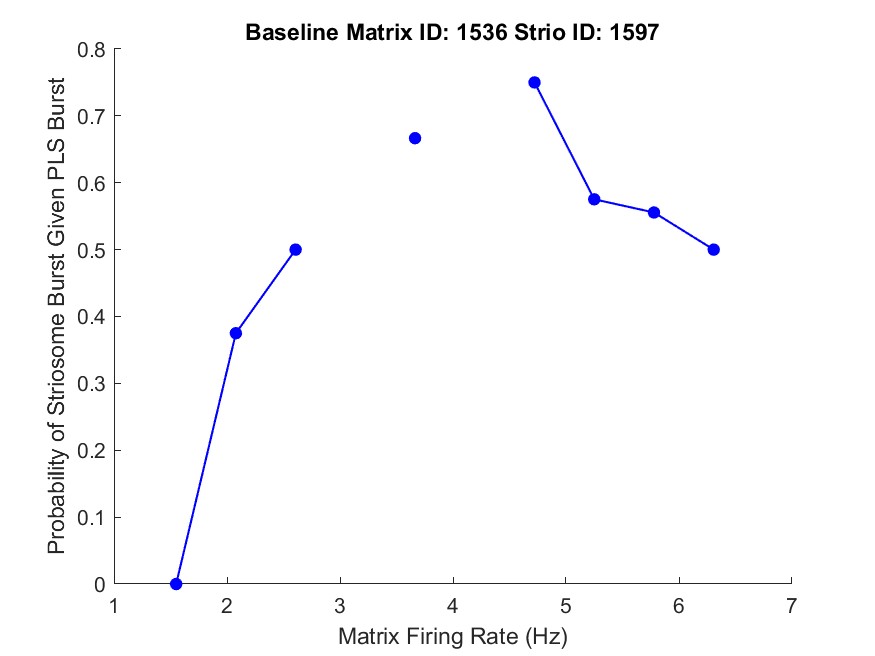 Baseline Matrix ID: 1536 Strio ID: 1597
Probability of Striosome Burst Given PLS Burst
0.8
0.7
0.6
0.5
0.4
0.3
0.2
0.1
0
1 2 3 4 5 6 7
Matrix Firing Rate (Hz)